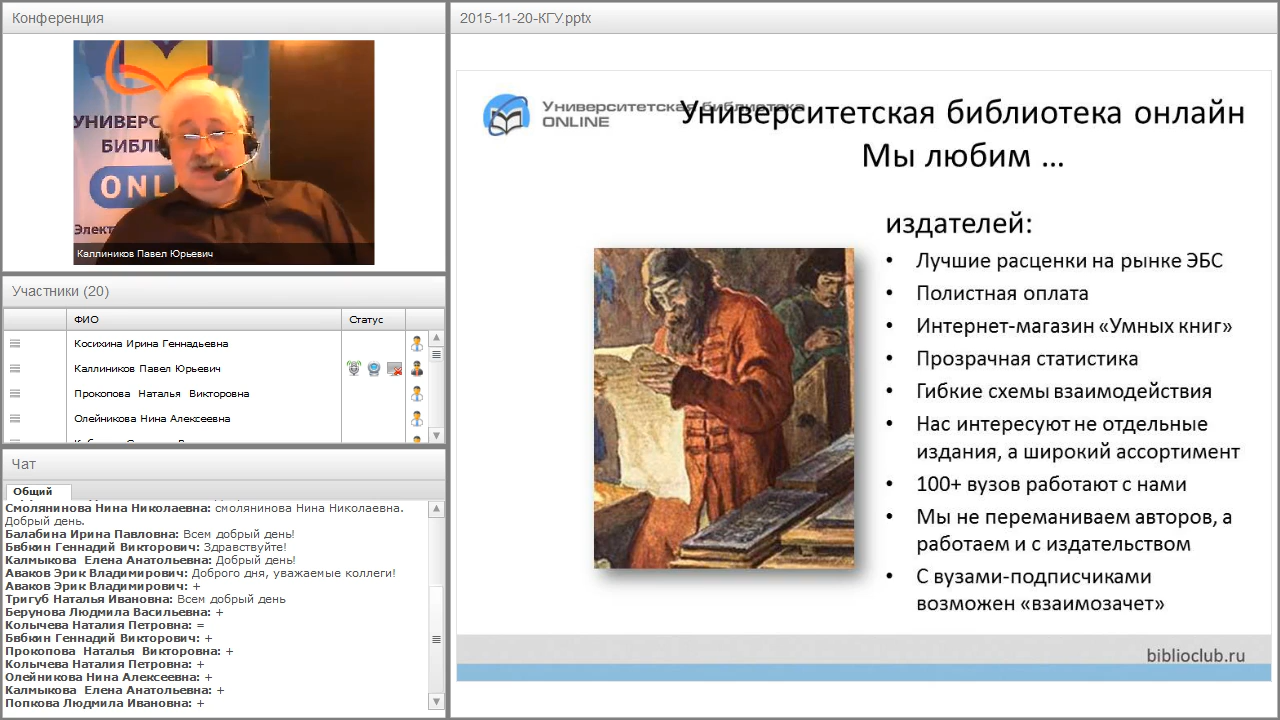 Конференция
УНИВЕР
БИБЛ
ONL
Элект
Каллиников Павел Юрьевич
Участники (20)
ФИО Статус
Косихина Ирина Геннадьевна
Каллиников Павел Юрьевич
Прокопова Наталья Викторовна
Олейникова Нина Алексеевна
Чат
Общий
Смолянинова Нина Николаевна: смолянинова Нина Николаевна.
Добрый день.
Балабина Ирина Павловна: Всем добрый день!
Бвбкин Геннадий Викторович: Здравствуйте!
Калмыкова Елена Анатольевна: Добрый день!
Аваков Эрик Владимирович: Доброго дня, уважаемые коллеги!
Аваков Эрик Владимирович: +
Тригуб Наталья Ивановна: Всем добрый день
Берунова Людмила Васильевна: +
Колычева Наталия Петровна: =
Бвбкин Геннадий Викторович: +
Прокопова Наталья Викторовна: +
Колычева Наталия Петровна: +
Олейникова Нина Алексеевна: +
Калмыкова Елена Анатольевна: +
Попкова Людмила Ивановна: +
2015-11-20-КГУ.pptx
Университетская библиотека
ONLINE
Университетская библиотека онлайн
Мы любим ...
издателей:
• Лучшие расценки на рынке ЭБС
• Полистная оплата
• Интернет-магазин «Умных книг»
• Прозрачная статистика
• Гибкие схемы взаимодействия
• Нас интересуют не отдельные
издания, а широкий ассортимент
• 100+ вузов работают с нами
• Мы не переманиваем авторов, а
работаем и с издательством
• С вузами-подписчиками
возможен «взаимозачет»
biblioclub.ru